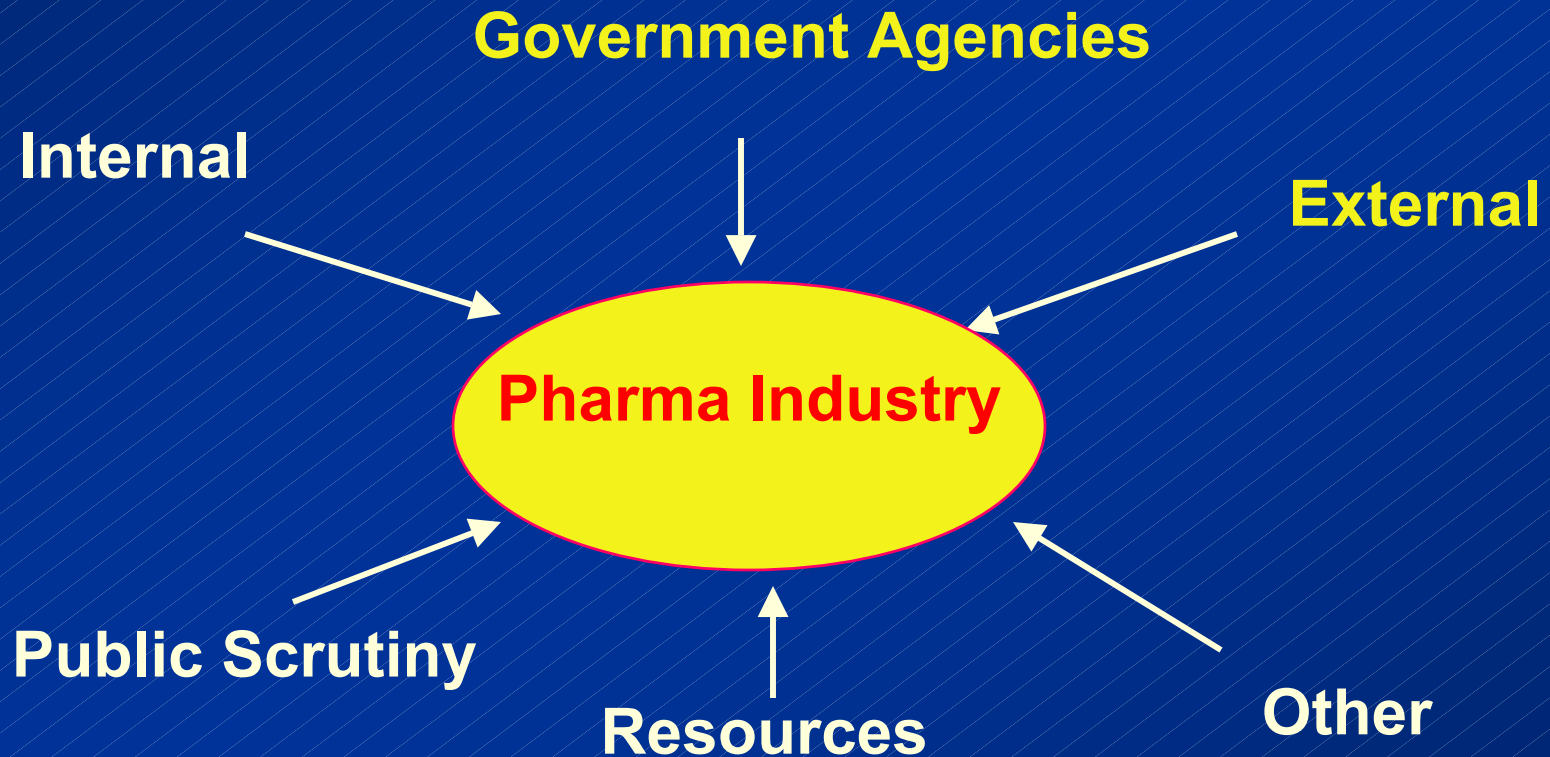 Government Agencies
Internal
External
Pharma Industry
Public Scrutiny
Resources
Other